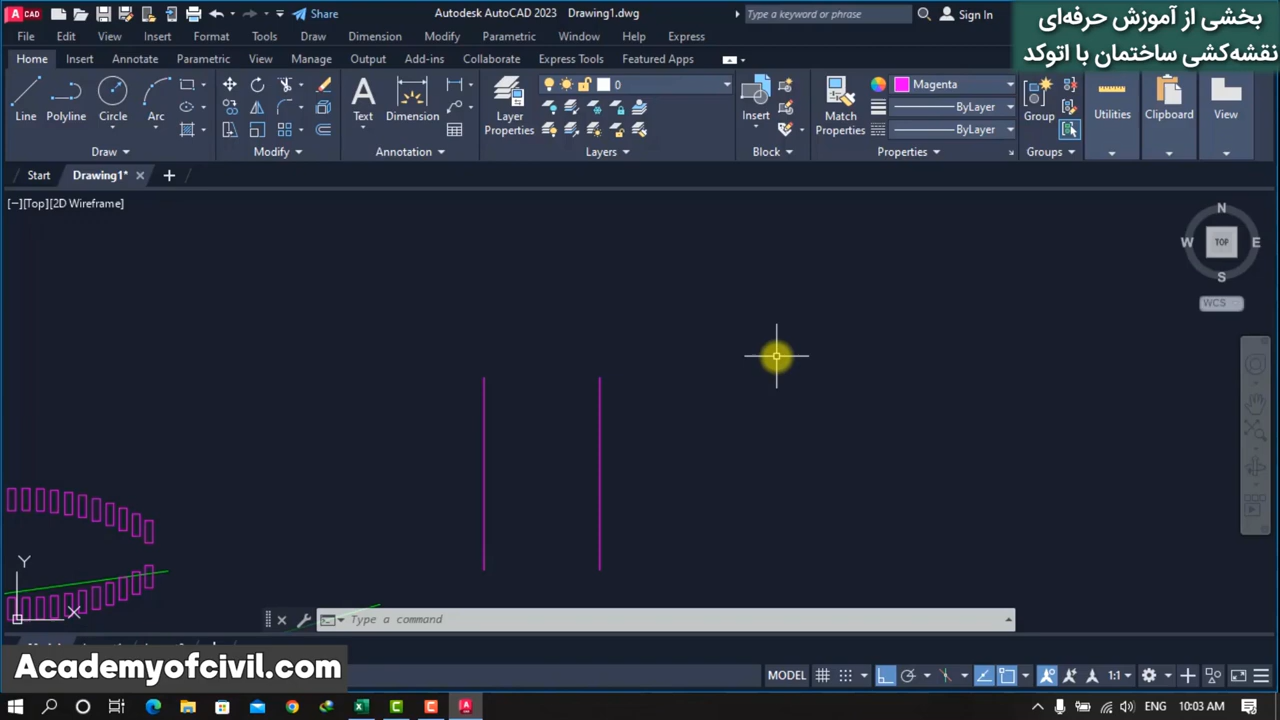 CAD
Share
Autodesk AutoCAD 2023 Drawing1.dwg
Type a keyword or phrase
Sign In
بخشی از آموزش حرفه‌ای
نقشه‌کشی ساختمان با اتوکد
File Edit View Insert Format Tools Draw Dimension Modify Parametric Window Help Express
Home Insert Annotate Parametric View Manage Output Add-ins Collaborate Express Tools Featured Apps
Line Polyline Circle Arc
Text Dimension
Layer Properties
0
Insert
Match Properties
Magenta
ByLayer
ByLayer
Group
Utilities
Clipboard
View
Draw Modify Annotation Layers Block Properties Groups
Start Drawing1*
[−][Top][2D Wireframe]
N
W TOP E
S
WCS
Y
X
Type a command
Academyofcivil.com
MODEL
1:1
10:03 AM